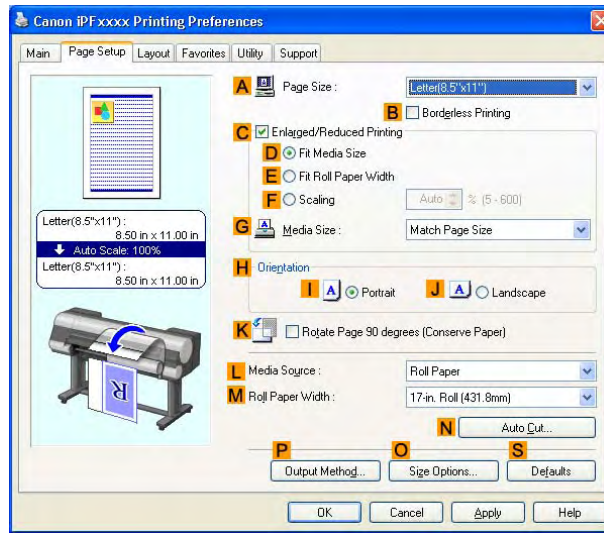 Canon iPFxxxx Printing Preferences
Main Page Setup Layout Favorites Utility Support
A Page Size : Letter(8.5"x11")
B Borderless Printing
C Enlarged/Reduced Printing
D Fit Media Size
E Fit Roll Paper Width
F Scaling Auto % (5 - 600)
Letter(8.5"x11") :
8.50 in x 11.00 in
Auto Scale: 100%
Letter(8.5"x11") :
8.50 in x 11.00 in
G Media Size : Match Page Size
H Orientation
I A Portrait J A Landscape
K Rotate Page 90 degrees (Conserve Paper)
R
L Media Source : Roll Paper
M Roll Paper Width : 17-in. Roll (431.8mm)
N Auto Cut...
P O S
Output Method... Size Options... Defaults
OK Cancel Apply Help